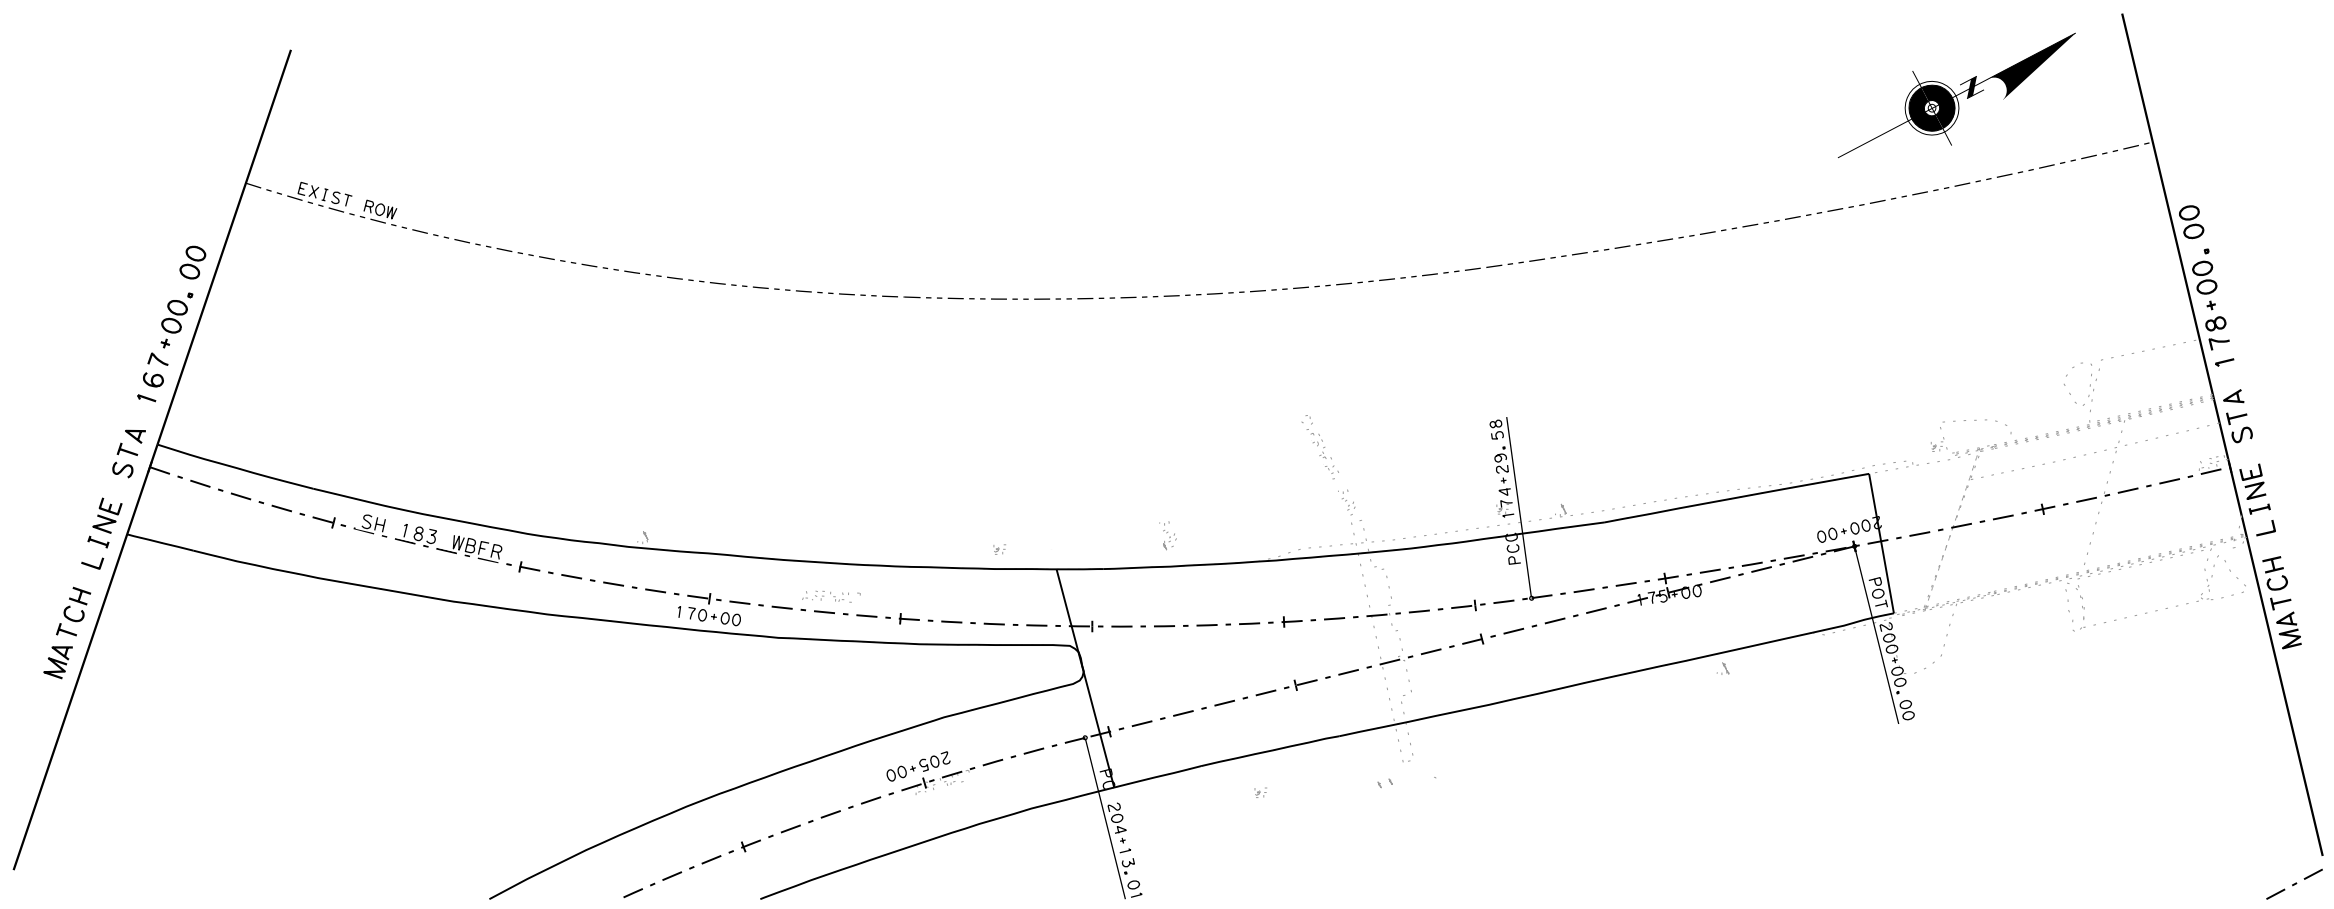 MATCH LINE STA 167+00.00
EXIST ROW
SH 183 WBFR
170+00
205+00
PC 204+13.01
PCC 174+29.58
175+00
200+00
POT 200+00.00
N
MATCH LINE STA 178+00.00